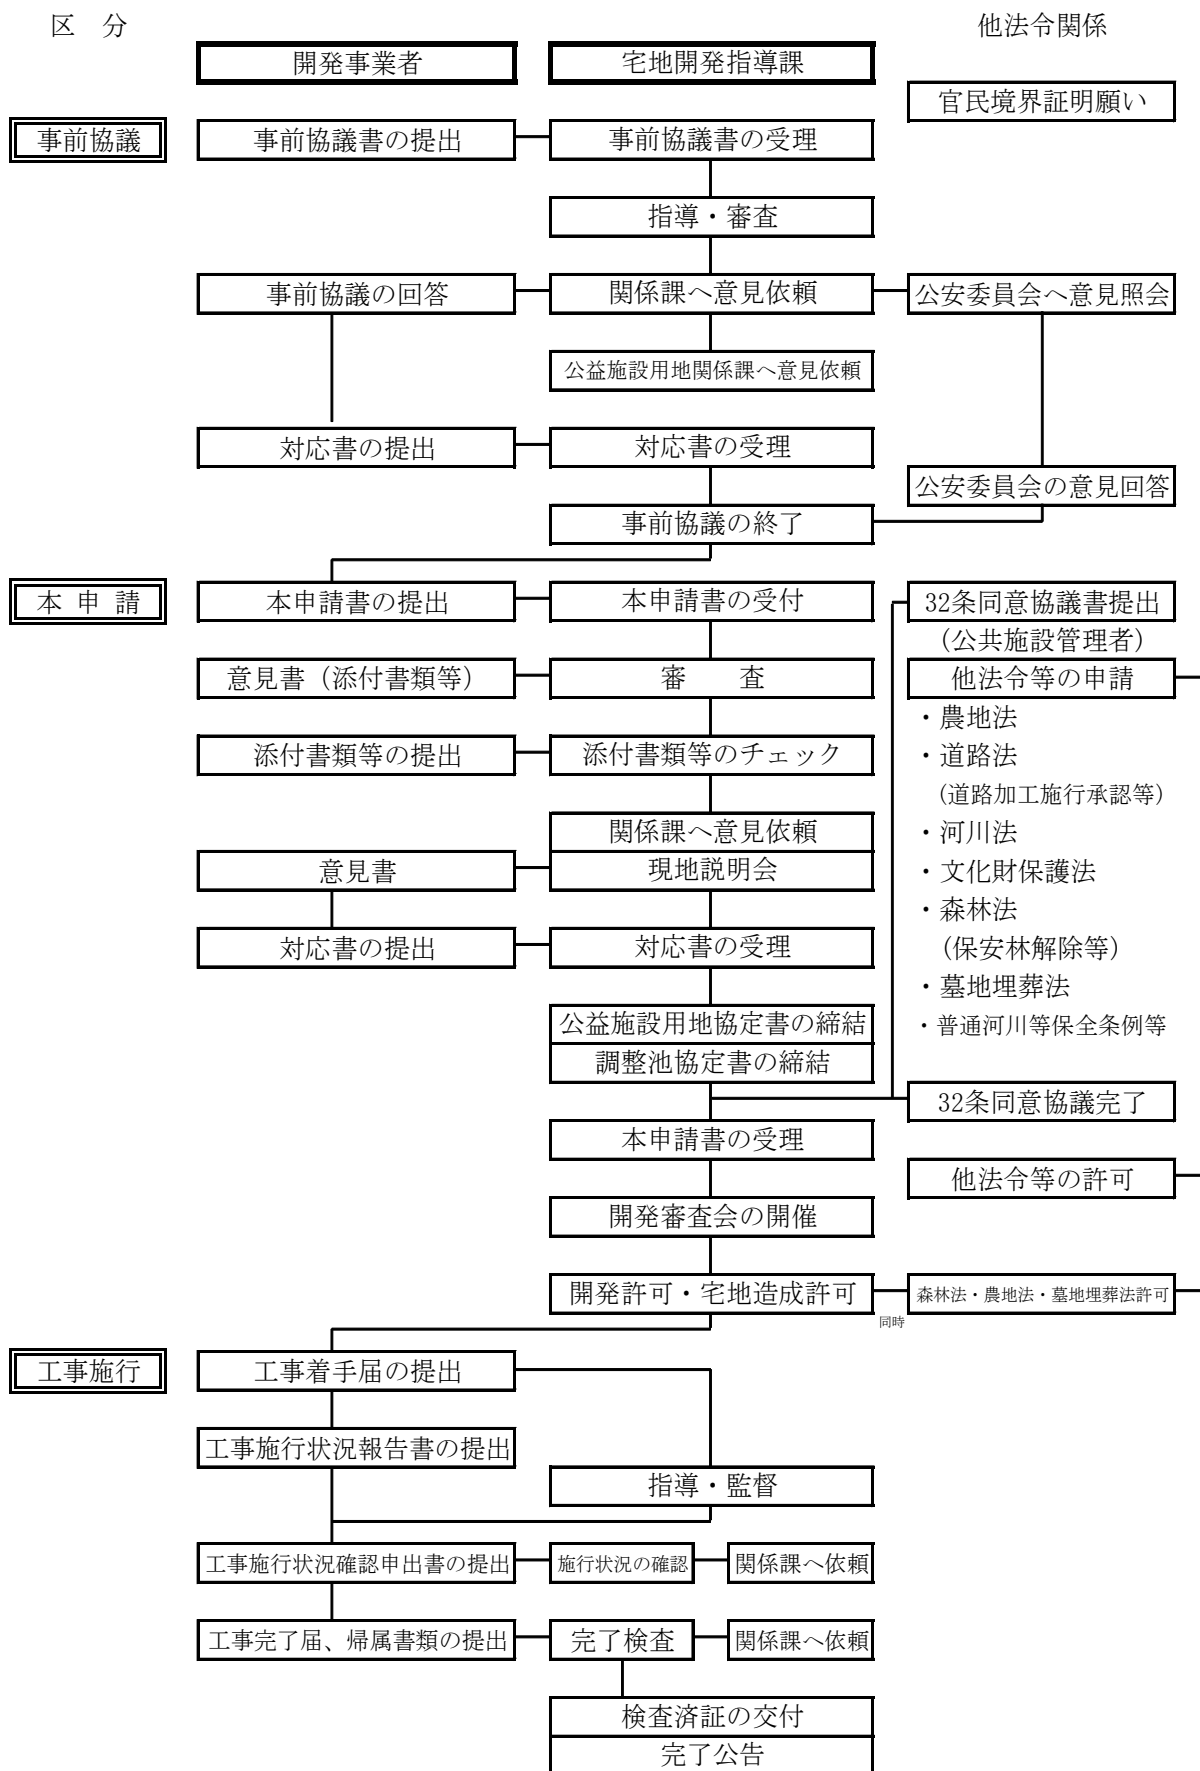 区　分
他法令関係
開発事業者
宅地開発指導課
官民境界証明願い
事前協議
事前協議書の提出
事前協議書の受理
指導・審査
事前協議の回答
関係課へ意見依頼
公安委員会へ意見照会
公益施設用地関係課へ意見依頼
対応書の提出
対応書の受理
公安委員会の意見回答
事前協議の終了
本 申 請
本申請書の提出
本申請書の受付
32条同意協議書提出
(公共施設管理者)
意見書（添付書類等）
審　　査
他法令等の申請
・農地法
添付書類等の提出
添付書類等のチェック
・道路法
(道路加工施行承認等)
関係課へ意見依頼
・河川法
意見書
現地説明会
・文化財保護法
・森林法
対応書の提出
対応書の受理
(保安林解除等)
・墓地埋葬法
公益施設用地協定書の締結
・普通河川等保全条例等
調整池協定書の締結
32条同意協議完了
本申請書の受理
他法令等の許可
開発審査会の開催
開発許可・宅地造成許可
森林法・農地法・墓地埋葬法許可
同時
工事施行
工事着手届の提出
工事施行状況報告書の提出
指導・監督
工事施行状況確認申出書の提出
施行状況の確認
関係課へ依頼
工事完了届、帰属書類の提出
完了検査
関係課へ依頼
検査済証の交付
完了公告